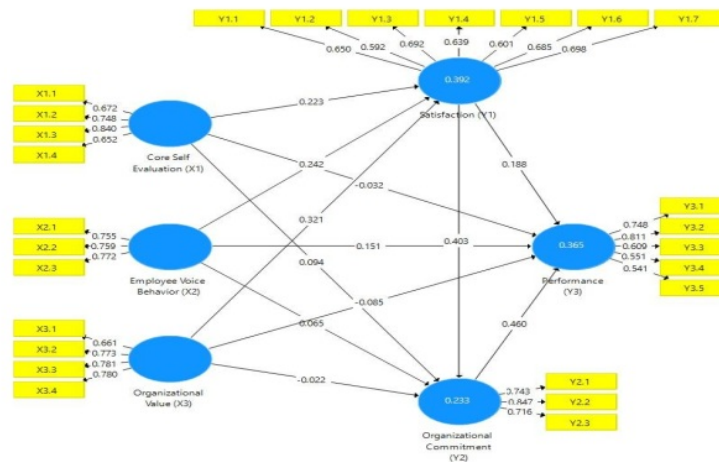 Y1.1
Y1.2
Y1.3
Y1.4
Y1.5
Y1.6
Y1.7
0.650
0.592
0.692
0.639
0.601
0.685
0.698
0.392
Satisfaction (Y1)
X1.1
X1.2
X1.3
X1.4
0.672
0.748
0.840
0.652
Core Self
Evaluation (X1)
0.223
0.242
-0.032
0.188
0.321
0.403
0.151
0.094
-0.085
0.065
0.460
-0.022
X2.1
X2.2
X2.3
0.755
0.759
0.772
Employee Voice
Behavior (X2)
Y3.1
Y3.2
Y3.3
Y3.4
Y3.5
0.748
0.811
0.609
0.551
0.541
0.365
Performance
(Y3)
X3.1
X3.2
X3.3
X3.4
0.661
0.773
0.781
0.780
Organizational
Value (X3)
0.233
Organizational
Commitment
(Y2)
0.743
0.847
0.716
Y2.1
Y2.2
Y2.3